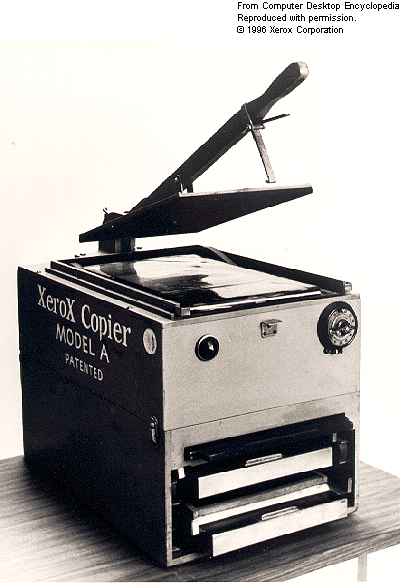 From Computer Desktop Encyclopedia
Reproduced with permission.
© 1996 Xerox Corporation
XeroX Copier
MODEL A
PATENTED